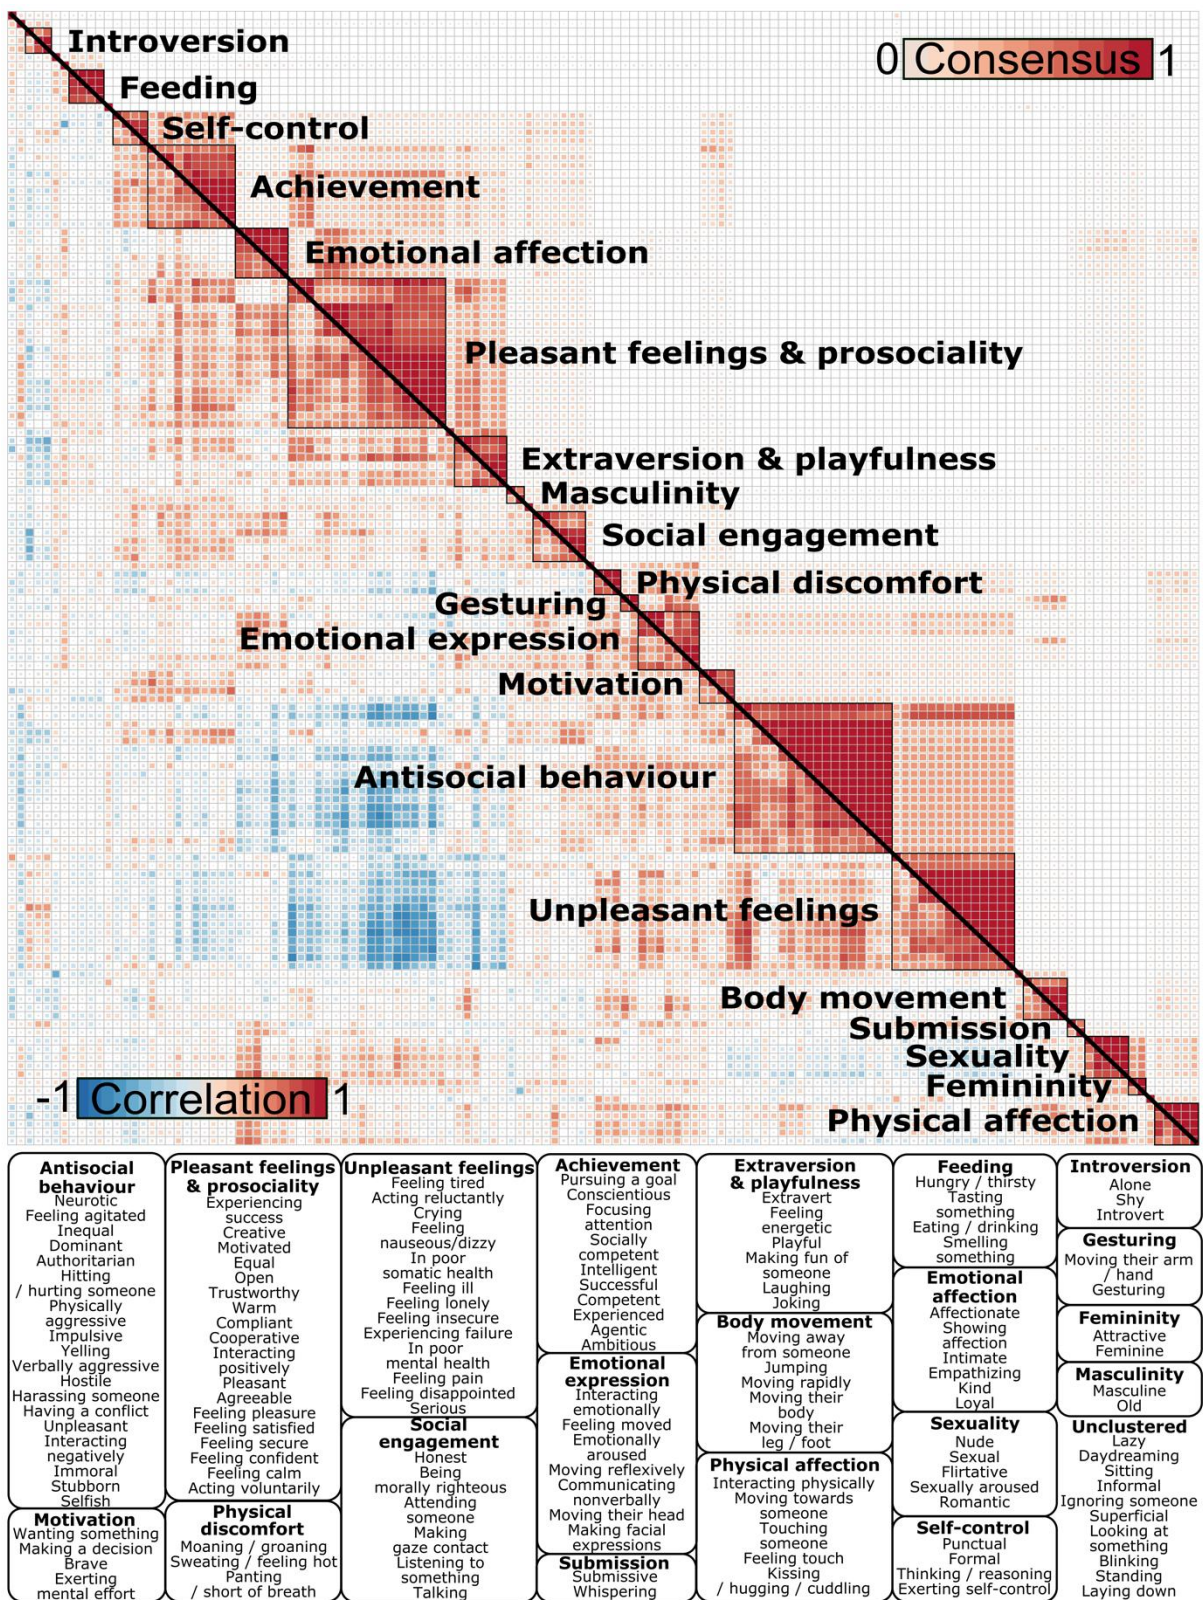 Introversion
0 Consensus 1
Feeding
Self-control
Achievement
Emotional affection
Pleasant feelings & prosociality
Extraversion & playfulness
Masculinity
Social engagement
Physical discomfort
Gesturing
Emotional expression
Motivation
Antisocial behaviour
Unpleasant feelings
Body movement
Submission
Sexuality
Femininity
-1 Correlation 1
Physical affection
Antisocial
behaviour
Neurotic
Feeling agitated
Inequal
Dominant
Authoritarian
Hitting
/ hurting someone
Physically
aggressive
Impulsive
Yelling
Verbally aggressive
Hostile
Harassing someone
Having a conflict
Unpleasant
Interacting
negatively
Immoral
Stubborn
Selfish
Motivation
Wanting something
Making a decision
Brave
Exerting
mental effort
Pleasant feelings
& prosociality
Experiencing
success
Creative
Motivated
Equal
Open
Trustworthy
Warm
Compliant
Cooperative
Interacting
positively
Pleasant
Agreeable
Feeling pleasure
Feeling satisfied
Feeling secure
Feeling confident
Feeling calm
Acting voluntarily
Physical
discomfort
Moaning / groaning
Sweating / feeling hot
Panting
/ short of breath
Unpleasant feelings
Feeling tired
Acting reluctantly
Crying
Feeling
nauseous/dizzy
In poor
somatic health
Feeling ill
Feeling lonely
Feeling insecure
Experiencing failure
In poor
mental health
Feeling pain
Feeling disappointed
Serious
Social
engagement
Honest
Being
morally righteous
Attending
someone
Making
gaze contact
Listening to
something
Talking
Achievement
Pursuing a goal
Conscientious
Focusing
attention
Socially
competent
Intelligent
Successful
Competent
Experienced
Agentic
Ambitious
Emotional
expression
Interacting
emotionally
Feeling moved
Emotionally
aroused
Moving reflexively
Communicating
nonverbally
Moving their head
Making facial
expressions
Submission
Submissive
Whispering
Extraversion
& playfulness
Extravert
Feeling
energetic
Playful
Making fun of
someone
Laughing
Joking
Body movement
Moving away
from someone
Jumping
Moving rapidly
Moving their
body
Moving their
leg / foot
Physical affection
Interacting physically
Moving towards
someone
Touching
someone
Feeling touch
Kissing
/ hugging / cuddling
Feeding
Hungry / thirsty
Tasting
something
Eating / drinking
Smelling
something
Emotional
affection
Affectionate
Showing
affection
Intimate
Empathizing
Kind
Loyal
Sexuality
Nude
Sexual
Flirtative
Sexually aroused
Romantic
Self-control
Punctual
Formal
Thinking / reasoning
Exerting self-control
Introversion
Alone
Shy
Introvert
Gesturing
Moving their arm
/ hand
Gesturing
Femininity
Attractive
Feminine
Masculinity
Masculine
Old
Unclustered
Lazy
Daydreaming
Sitting
Informal
Ignoring someone
Superficial
Looking at
something
Blinking
Standing
Laying down